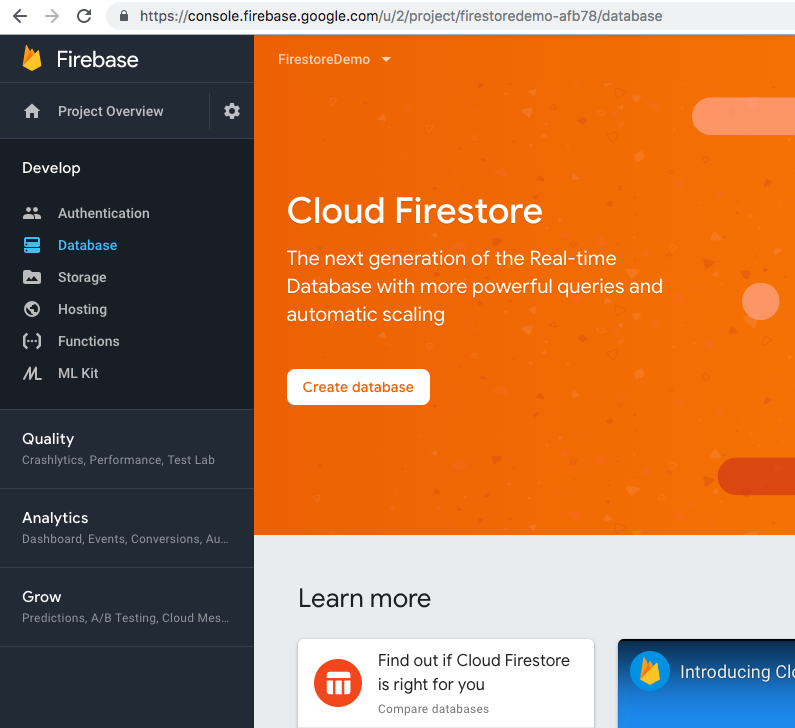 https://console.firebase.google.com/u/2/project/firestoredemo-afb78/database
Firebase
Project Overview
Develop
Authentication
Database
Storage
Hosting
Functions
ML Kit
Quality
Crashlytics, Performance, Test Lab
Analytics
Dashboard, Events, Conversions, Au...
Grow
Predictions, A/B Testing, Cloud Mes...
FirestoreDemo
Cloud Firestore
The next generation of the Real-time
Database with more powerful queries and
automatic scaling
Create database
Learn more
Find out if Cloud Firestore
is right for you
Compare databases
Introducing Clo